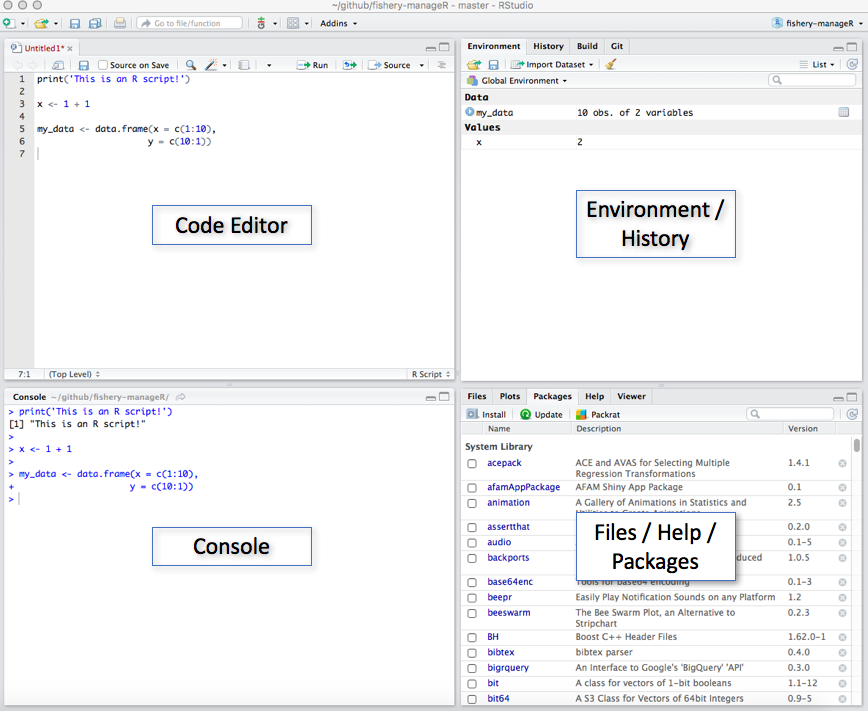 ~/github/fishery-manageR - master - RStudio
Go to file/function
Addins
fishery-manageR
Untitled1*
Source on Save
Run
Source
1 print('This is an R script!')
2
3 x <- 1 + 1
4
5 my_data <- data.frame(x = c(1:10),
6 y = c(10:1))
7
Code Editor
7:1
(Top Level)
R Script
Environment History Build Git
Import Dataset
List
Global Environment
Data
my_data 10 obs. of 2 variables
Values
x 2
Environment /
History
Console ~/github/fishery-manageR/
> print('This is an R script!')
[1] "This is an R script!"
>
> x <- 1 + 1
>
> my_data <- data.frame(x = c(1:10),
+ y = c(10:1))
>
Console
Files Plots Packages Help Viewer
Install Update Packrat
Name Description Version
System Library
acepack ACE and AVAS for Selecting Multiple 1.4.1
Regression Transformations
afamAppPackage AFAM Shiny App Package 0.1
animation A Gallery of Animations in Statistics and 2.5
assertthat 0.2.0
audio 0.1-5
backports 1.0.5
Files / Help /
Packages
base64enc Tools for base64 encoding 0.1-3
beepr Easily Play Notification Sounds on any Platform 1.2
beeswarm The Bee Swarm Plot, an Alternative to 0.2.3
Stripchart
BH Boost C++ Header Files 1.62.0-1
bibtex bibtex parser 0.4.0
bigrquery An Interface to Google's 'BigQuery' 'API' 0.3.0
bit A class for vectors of 1-bit booleans 1.1-12
bit64 A S3 Class for Vectors of 64bit Integers 0.9-5